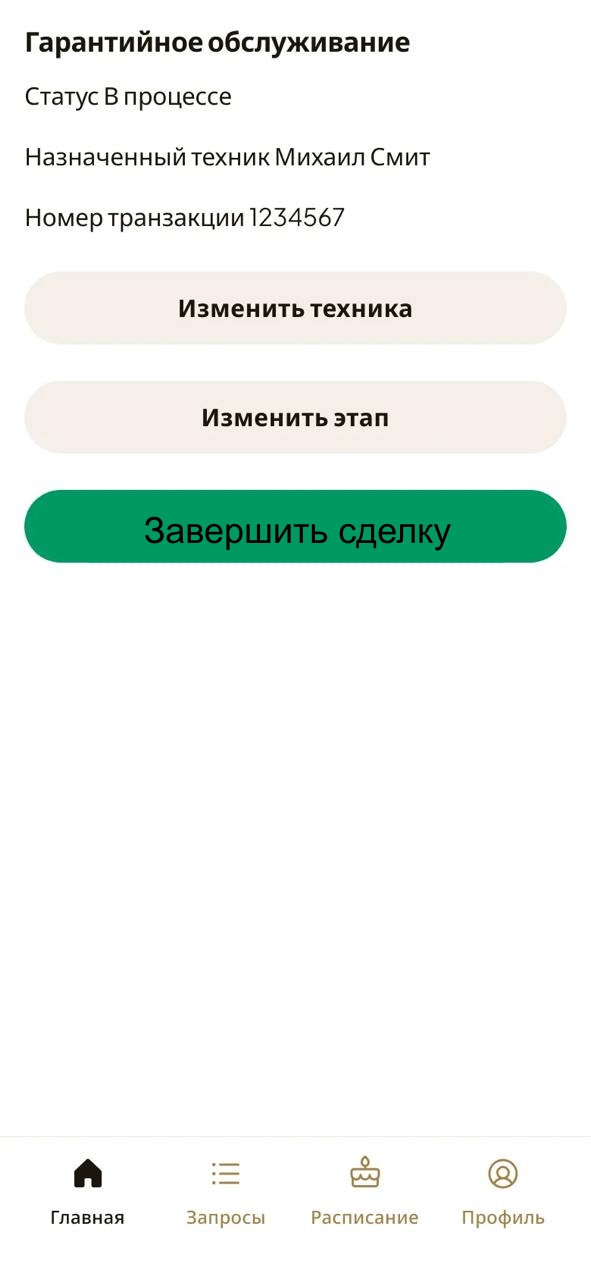 Гарантийное обслуживание
Статус В процессе
Назначенный техник Михаил Смит
Номер транзакции 1234567
Изменить техника
Изменить этап
Завершить сделку
Главная Запросы Расписание Профиль